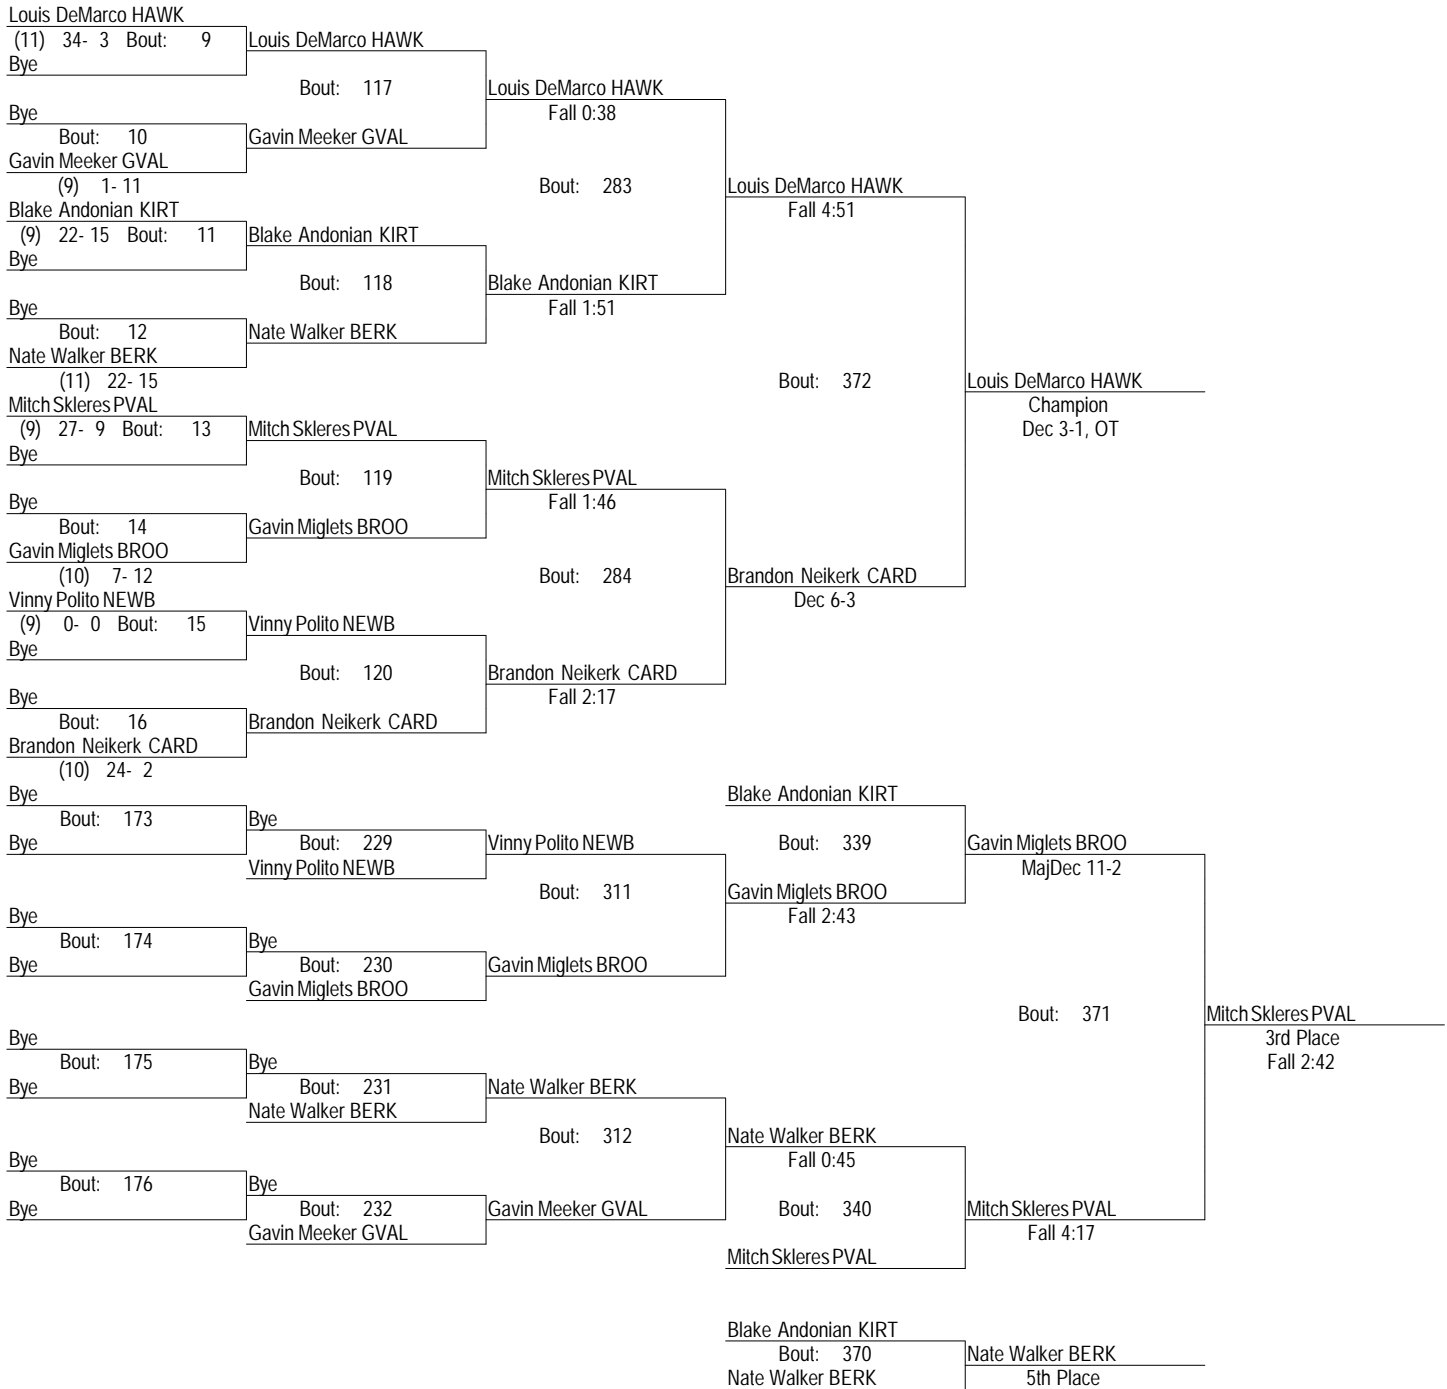 Louis DeMarco HAWK
(11) 34- 3 Bout: 9 Louis DeMarco HAWK
Bye
Bout: 117 Louis DeMarco HAWK
Bye Fall 0:38
Bout: 10 Gavin Meeker GVAL
Gavin Meeker GVAL
(9) 1- 11 Bout: 283 Louis DeMarco HAWK
Blake Andonian KIRT Fall 4:51
(9) 22- 15 Bout: 11 Blake Andonian KIRT
Bye
Bout: 118 Blake Andonian KIRT
Bye Fall 1:51
Bout: 12 Nate Walker BERK
Nate Walker BERK
(11) 22- 15 Bout: 372 Louis DeMarco HAWK
Mitch Skleres PVAL Champion
(9) 27- 9 Bout: 13 Mitch Skleres PVAL Dec 3-1, OT
Bye
Bout: 119 Mitch Skleres PVAL
Bye Fall 1:46
Bout: 14 Gavin Miglets BROO
Gavin Miglets BROO
(10) 7- 12 Bout: 284 Brandon Neikerk CARD
Vinny Polito NEWB Dec 6-3
(9) 0- 0 Bout: 15 Vinny Polito NEWB
Bye
Bout: 120 Brandon Neikerk CARD
Bye Fall 2:17
Bout: 16 Brandon Neikerk CARD
Brandon Neikerk CARD
(10) 24- 2
Bye Blake Andonian KIRT
Bout: 173 Bye
Bye Bout: 229 Vinny Polito NEWB Bout: 339 Gavin Miglets BROO
Vinny Polito NEWB MajDec 11-2
Bout: 311 Gavin Miglets BROO
Bye Fall 2:43
Bout: 174 Bye
Bye Bout: 230 Gavin Miglets BROO
Gavin Miglets BROO
Bout: 371 Mitch Skleres PVAL
Bye 3rd Place
Bout: 175 Bye Fall 2:42
Bye Bout: 231 Nate Walker BERK
Nate Walker BERK
Bout: 312 Nate Walker BERK
Bye Fall 0:45
Bout: 176 Bye
Bye Bout: 232 Gavin Meeker GVAL Bout: 340 Mitch Skleres PVAL
Gavin Meeker GVAL Fall 4:17
Mitch Skleres PVAL
Blake Andonian KIRT
Bout: 370 Nate Walker BERK
Nate Walker BERK 5th Place